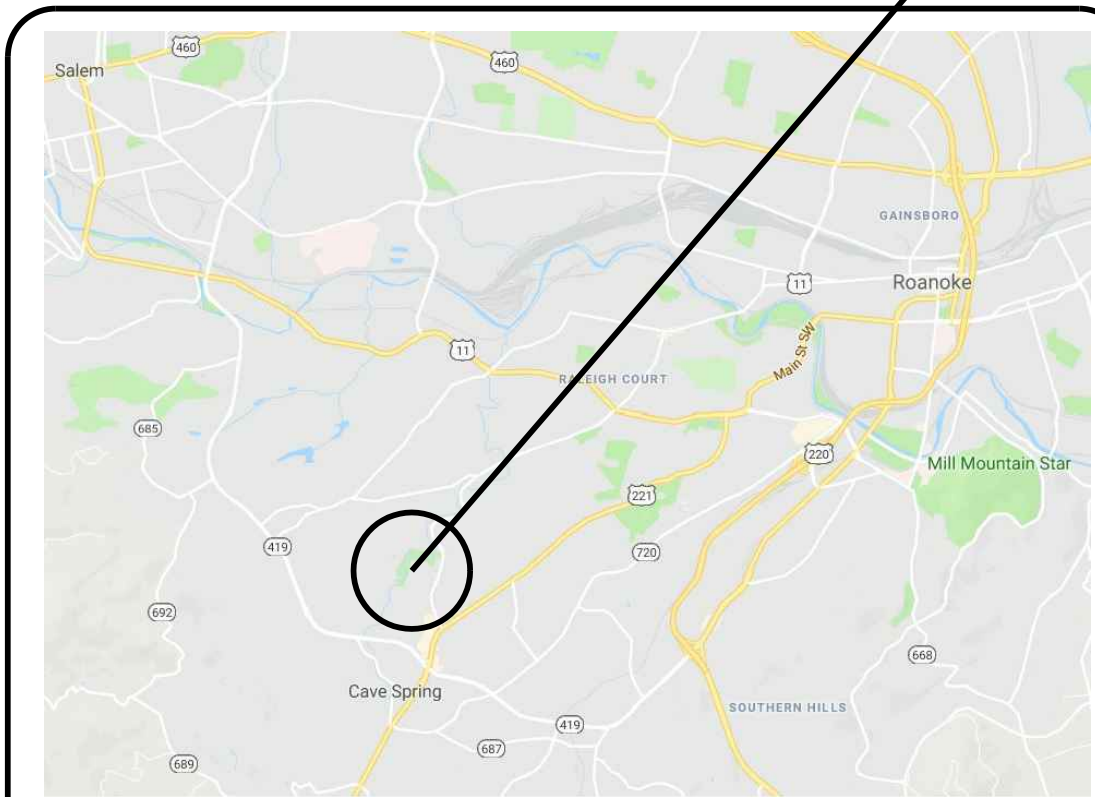 460
460
Salem
GAINSBORO
Roanoke
11
Main St SW
11
RALEIGH COURT
685
220
Mill Mountain Star
221
419
720
692
668
Cave Spring
SOUTHERN HILLS
419
687
689